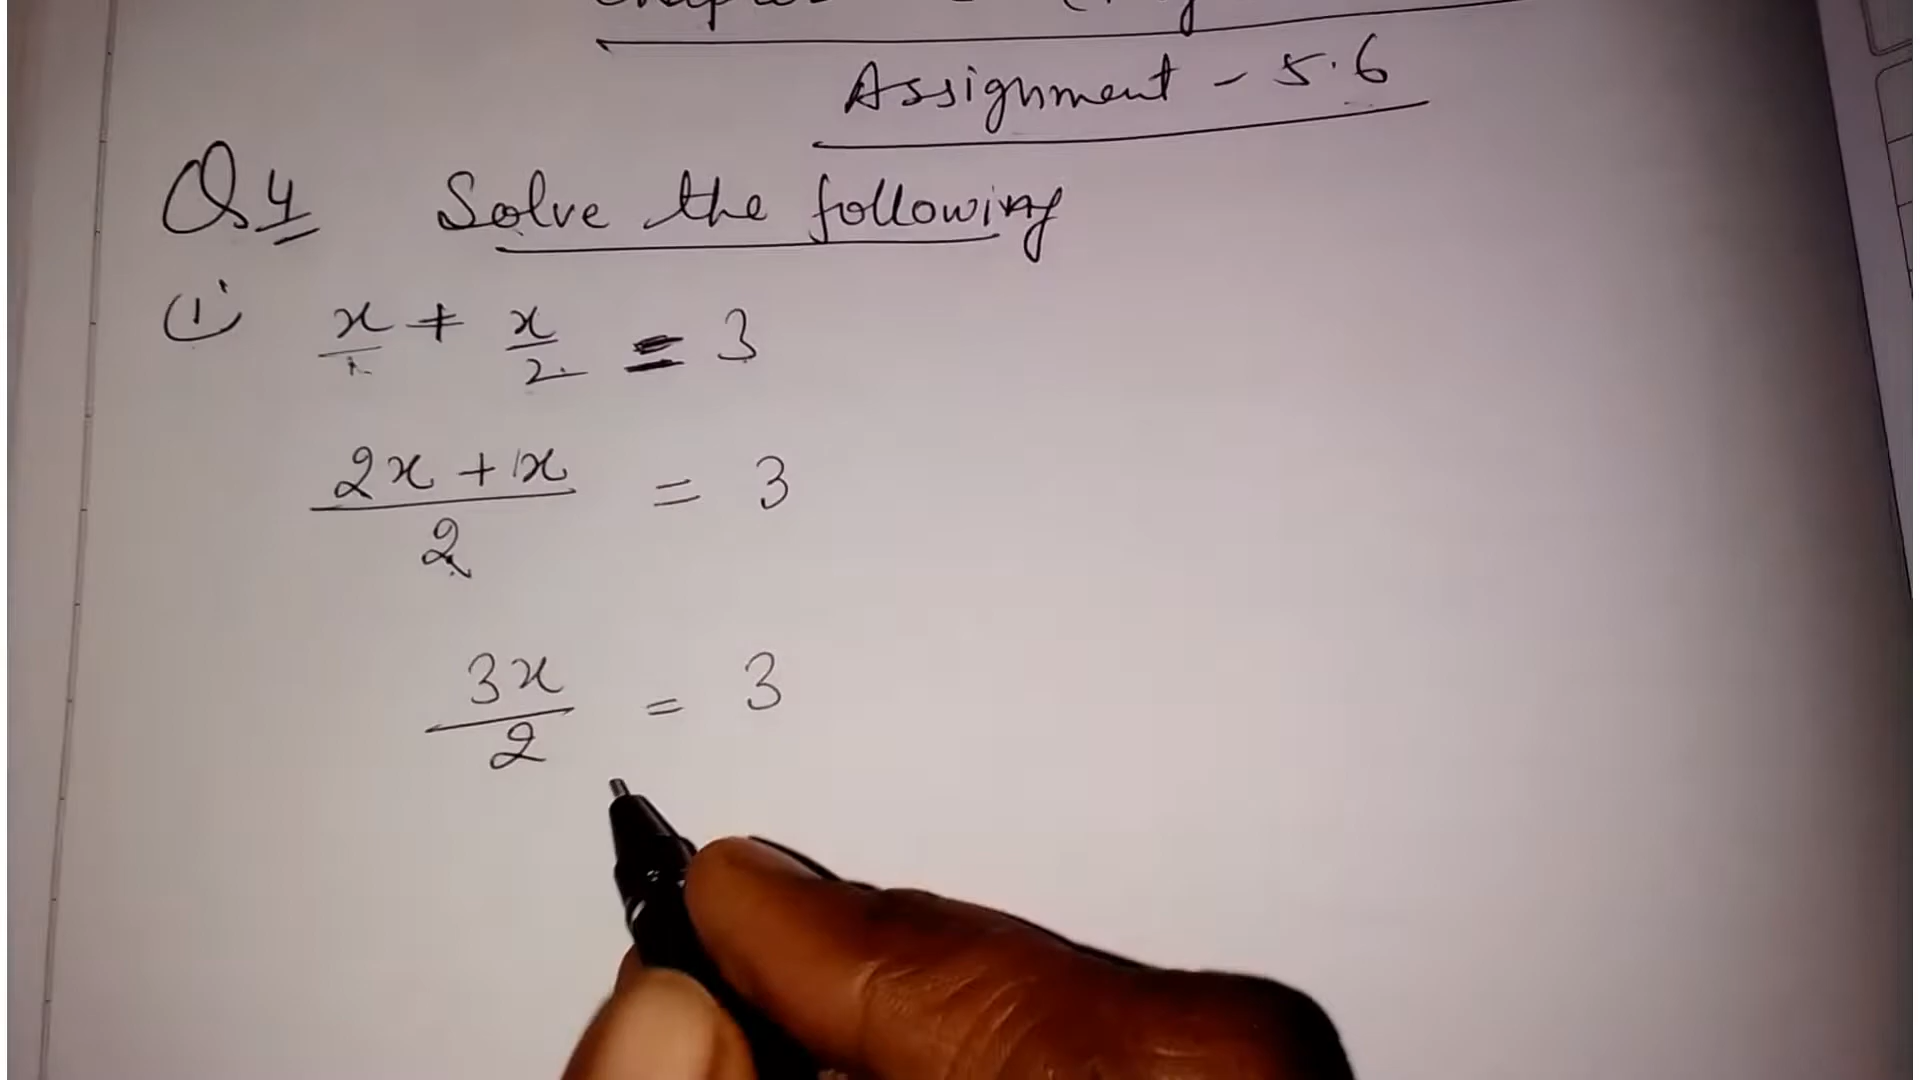 Assignment - 5.6
Q 4 Solve the following
(i) x/1 + x/2 = 3
2x + 1x / 2 = 3
3x / 2 = 3